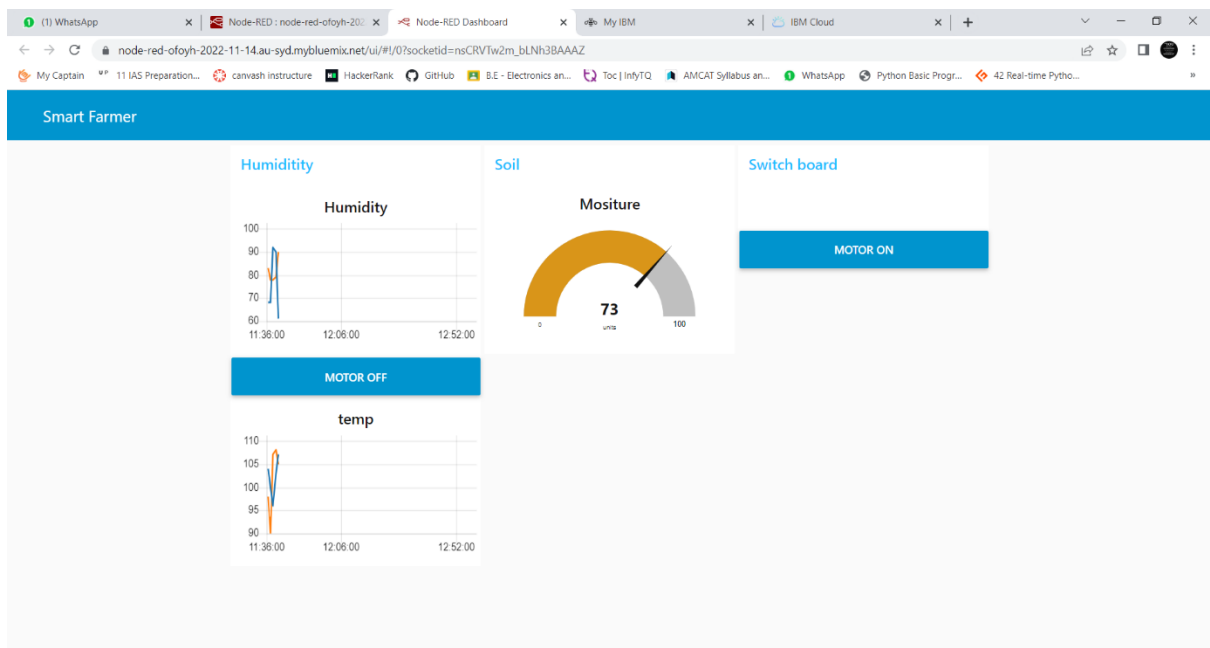 (1) WhatsApp
Node-RED : node-red-ofoyh-202
Node-RED Dashboard
My IBM
IBM Cloud
node-red-ofoyh-2022-11-14.au-syd.mybluemix.net/ui/#!/0?socketid=nsCRVTw2m_bLNh3BAAAZ
My Captain
11 IAS Preparation...
canvash instructure
HackerRank
GitHub
B.E - Electronics an...
Toc | InfyTQ
AMCAT Syllabus an...
WhatsApp
Python Basic Progr...
42 Real-time Pytho...
Smart Farmer
Humiditity
Humidity
100
90
80
70
60
11:36:00 12:06:00 12:52:00
MOTOR OFF
temp
110
105
100
95
90
11:36:00 12:06:00 12:52:00
Soil
Mositure
73
units
0 100
Switch board
MOTOR ON